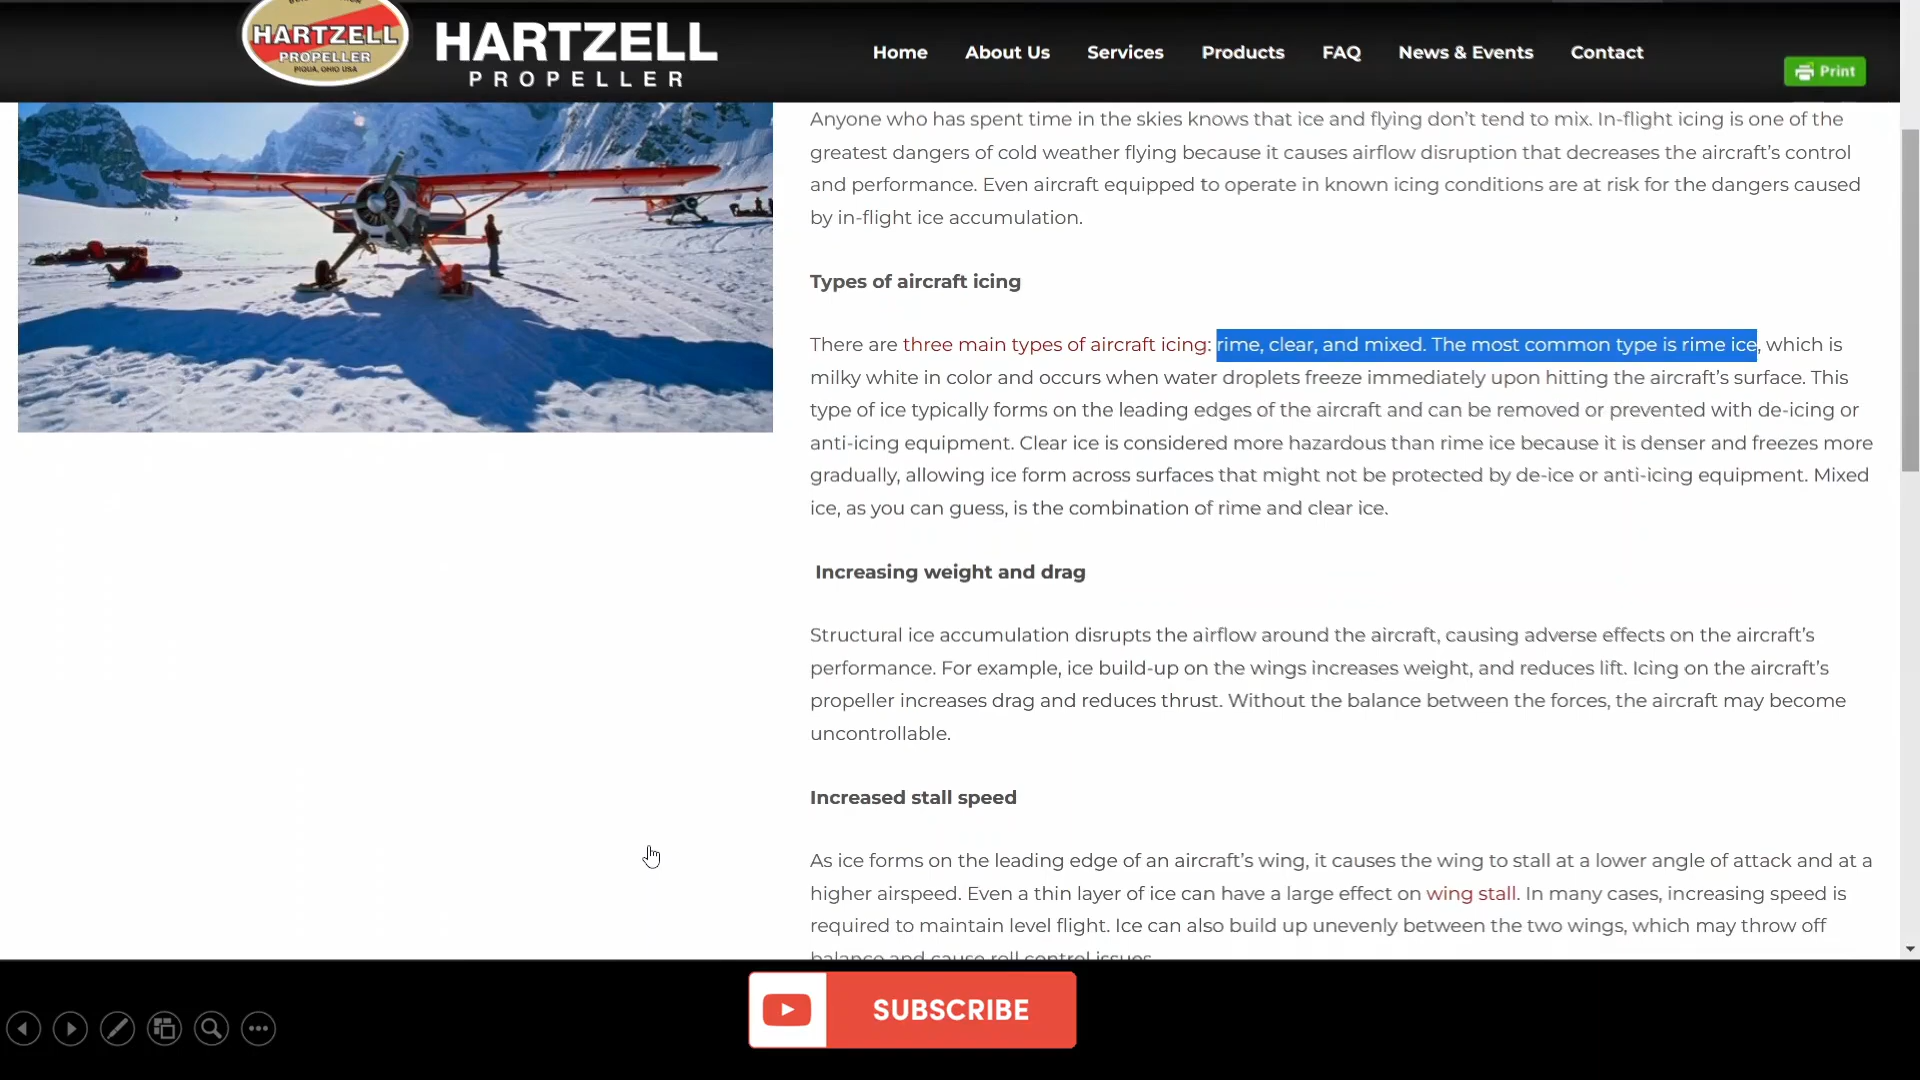 HARTZELL
PROPELLER
PIQUA, OHIO USA
HARTZELL
PROPELLER
Home About Us Services Products FAQ News & Events Contact
Print
Anyone who has spent time in the skies knows that ice and flying don’t tend to mix. In-flight icing is one of the
greatest dangers of cold weather flying because it causes airflow disruption that decreases the aircraft’s control
and performance. Even aircraft equipped to operate in known icing conditions are at risk for the dangers caused
by in-flight ice accumulation.
Types of aircraft icing
There are three main types of aircraft icing: rime, clear, and mixed. The most common type is rime ice, which is
milky white in color and occurs when water droplets freeze immediately upon hitting the aircraft’s surface. This
type of ice typically forms on the leading edges of the aircraft and can be removed or prevented with de-icing or
anti-icing equipment. Clear ice is considered more hazardous than rime ice because it is denser and freezes more
gradually, allowing ice form across surfaces that might not be protected by de-ice or anti-icing equipment. Mixed
ice, as you can guess, is the combination of rime and clear ice.
Increasing weight and drag
Structural ice accumulation disrupts the airflow around the aircraft, causing adverse effects on the aircraft’s
performance. For example, ice build-up on the wings increases weight, and reduces lift. Icing on the aircraft’s
propeller increases drag and reduces thrust. Without the balance between the forces, the aircraft may become
uncontrollable.
Increased stall speed
As ice forms on the leading edge of an aircraft’s wing, it causes the wing to stall at a lower angle of attack and at a
higher airspeed. Even a thin layer of ice can have a large effect on wing stall. In many cases, increasing speed is
required to maintain level flight. Ice can also build up unevenly between the two wings, which may throw off
balance and cause roll control issues.
SUBSCRIBE